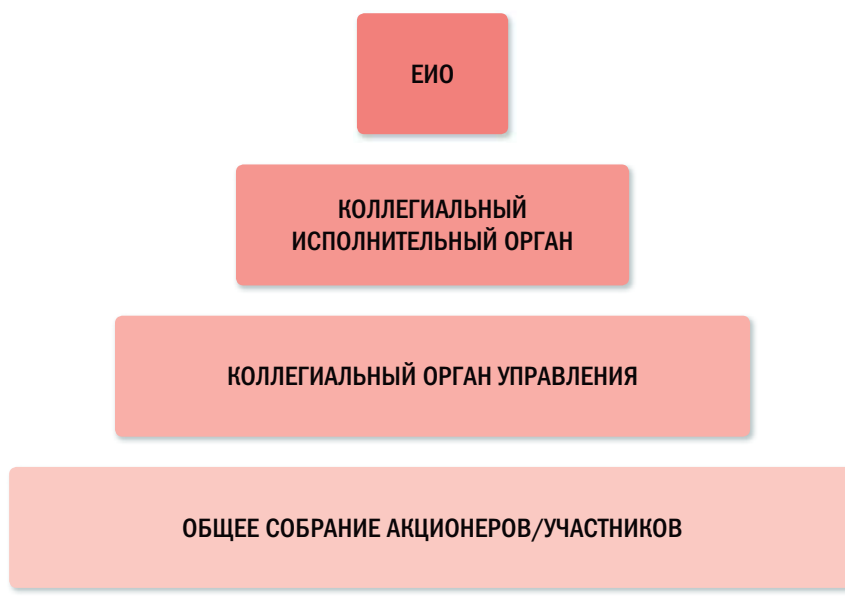 ЕИО
КОЛЛЕГИАЛЬНЫЙ
ИСПОЛНИТЕЛЬНЫЙ ОРГАН
КОЛЛЕГИАЛЬНЫЙ ОРГАН УПРАВЛЕНИЯ
ОБЩЕЕ СОБРАНИЕ АКЦИОНЕРОВ/УЧАСТНИКОВ